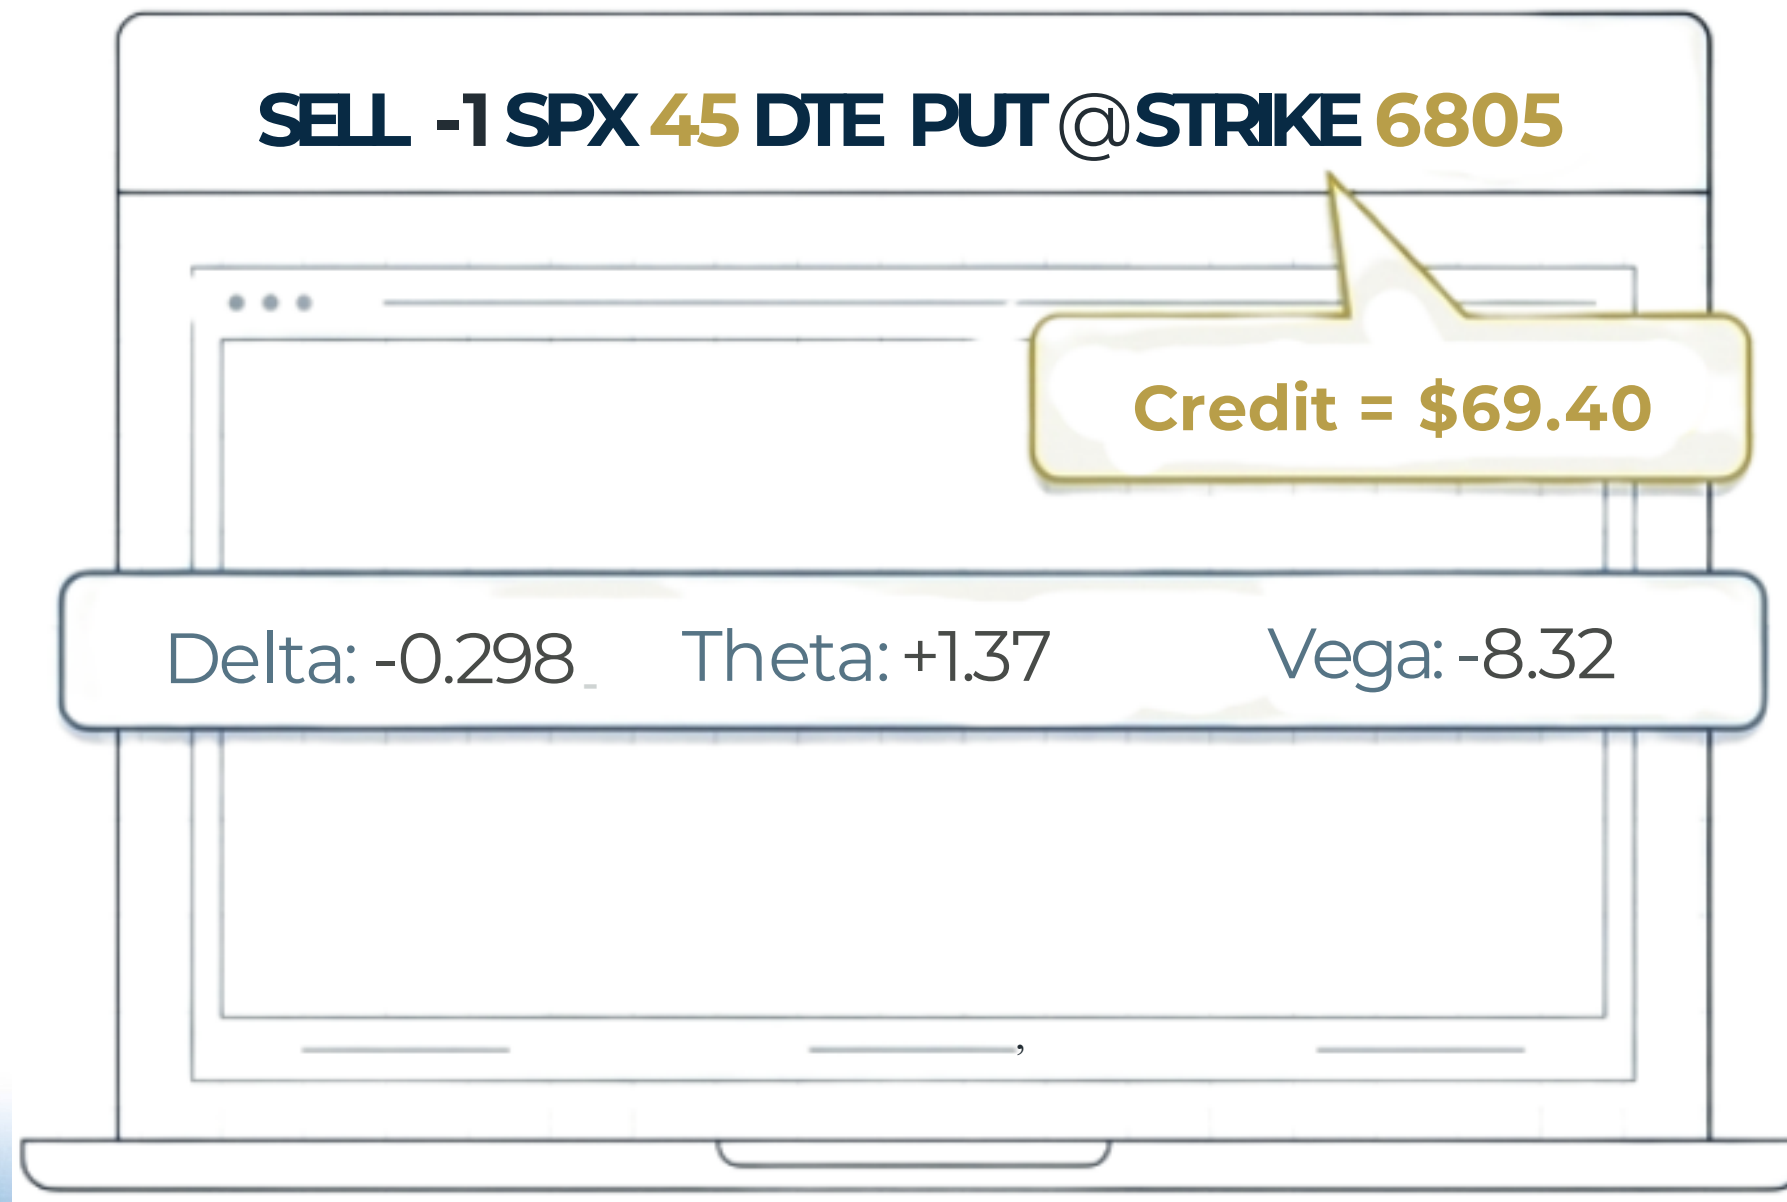 SELL -1 SPX 45 DTE PUT @ STRIKE 6805
Credit = $69.40
Delta: -0.298 Theta: +1.37 Vega: -8.32